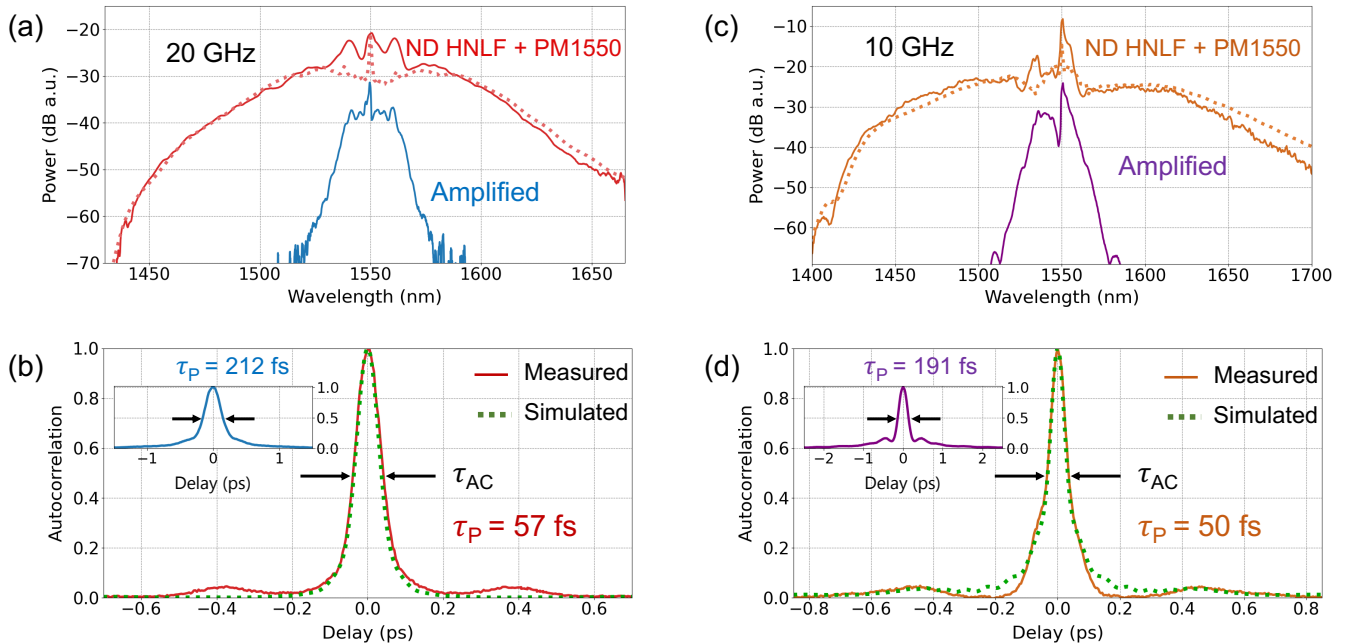 (a)
20 GHz
ND HNLF + PM1550
Amplified
Power (dB a.u.)
−20
−30
−40
−50
−60
−70
1450
1500
1550
1600
1650
Wavelength (nm)
(c)
10 GHz
ND HNLF + PM1550
Amplified
Power (dB a.u.)
−10
−20
−30
−40
−50
−60
1400
1450
1500
1550
1600
1650
1700
Wavelength (nm)
(b)
τP = 212 fs
Measured
Simulated
τAC
τP = 57 fs
Autocorrelation
1.0
0.8
0.6
0.4
0.2
0.0
1.0
0.5
0.0
−1
0
1
Delay (ps)
−0.6
−0.4
−0.2
0.0
0.2
0.4
0.6
Delay (ps)
(d)
τP = 191 fs
Measured
Simulated
τAC
τP = 50 fs
Autocorrelation
1.0
0.8
0.6
0.4
0.2
0.0
1.0
0.5
0.0
−2
−1
0
1
2
Delay (ps)
−0.8
−0.6
−0.4
−0.2
0.0
0.2
0.4
0.6
0.8
Delay (ps)